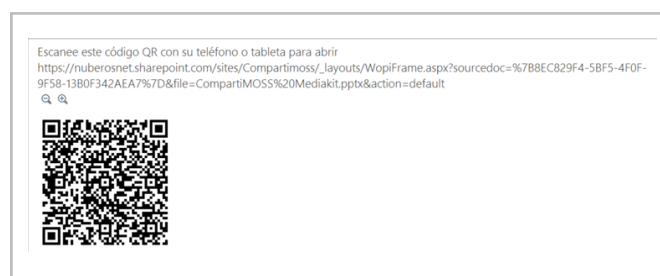 Escanee este código QR con su teléfono o tableta para abrir
https://nuberosnet.sharepoint.com/sites/Compartimoss/_layouts/WopiFrame.aspx?sourcedoc=%7B8EC829F4-5BF5-4F0F-
9F58-13B0F342AEA7%7D&file=CompartiMOSS%20Mediakit.pptx&action=default